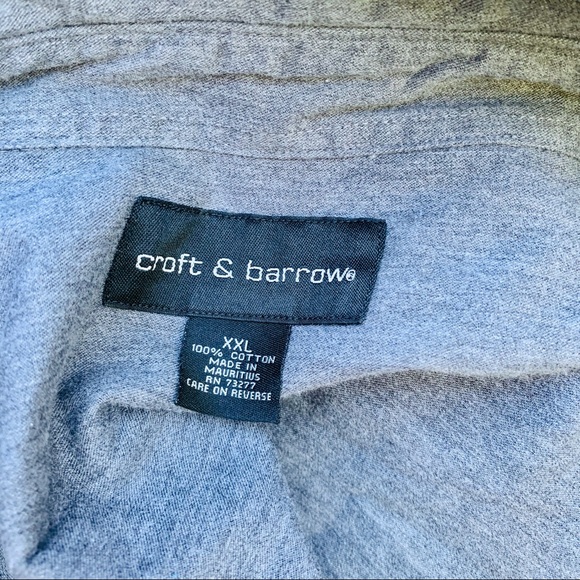 croft & barrow®
XXL
100% COTTON
MADE IN
MAURITIUS
RN 73277
CARE ON REVERSE